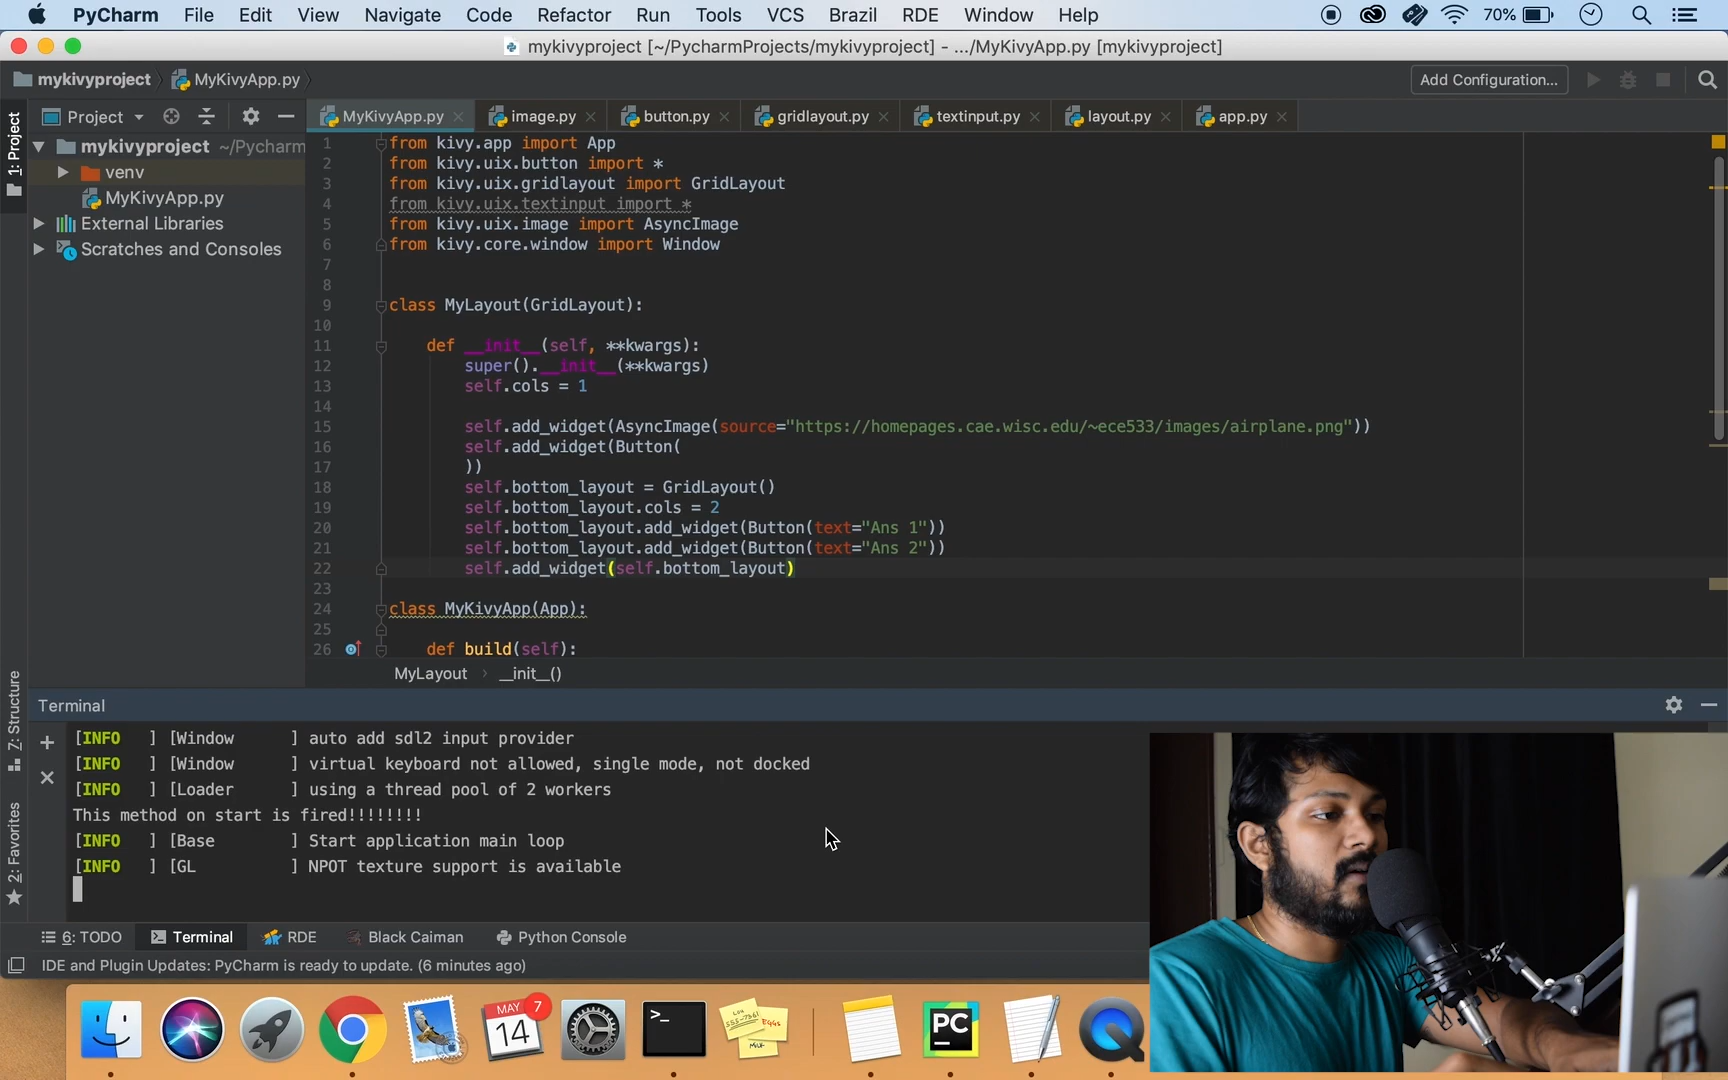 PyCharm File Edit View Navigate Code Refactor Run Tools VCS Brazil RDE Window Help 70%
mykivyproject [~/PycharmProjects/mykivyproject] - .../MyKivyApp.py [mykivyproject]
mykivyproject MyKivyApp.py Add Configuration...
Project MyKivyApp.py image.py button.py gridlayout.py textinput.py layout.py app.py
1: Project
mykivyproject ~/Pycharm
venv
MyKivyApp.py
External Libraries
Scratches and Consoles
1 from kivy.app import App
2 from kivy.uix.button import *
3 from kivy.uix.gridlayout import GridLayout
4 from kivy.uix.textinput import *
5 from kivy.uix.image import AsyncImage
6 from kivy.core.window import Window
7
8
9 class MyLayout(GridLayout):
10
11 def __init__(self, **kwargs):
12 super().__init__(**kwargs)
13 self.cols = 1
14
15 self.add_widget(AsyncImage(source="https://homepages.cae.wisc.edu/~ece533/images/airplane.png"))
16 self.add_widget(Button(
17 ))
18 self.bottom_layout = GridLayout()
19 self.bottom_layout.cols = 2
20 self.bottom_layout.add_widget(Button(text="Ans 1"))
21 self.bottom_layout.add_widget(Button(text="Ans 2"))
22 self.add_widget(self.bottom_layout)
23
24 class MyKivyApp(App):
25
26 def build(self):
MyLayout › __init__()
7: Structure
2: Favorites
Terminal
[INFO ] [Window ] auto add sdl2 input provider
[INFO ] [Window ] virtual keyboard not allowed, single mode, not docked
[INFO ] [Loader ] using a thread pool of 2 workers
This method on start is fired!!!!!!!!
[INFO ] [Base ] Start application main loop
[INFO ] [GL ] NPOT texture support is available
6: TODO Terminal RDE Black Caiman Python Console
IDE and Plugin Updates: PyCharm is ready to update. (6 minutes ago)
MAY
14
7
>_
EGGS
MILK
PC